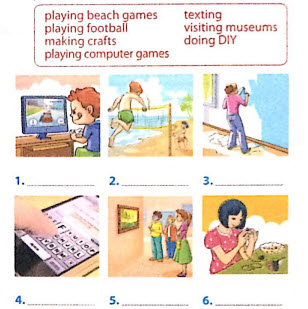 playing beach games texting
playing football visiting museums
making crafts doing DIY
playing computer games
1.
2.
3.
4.
5.
6.